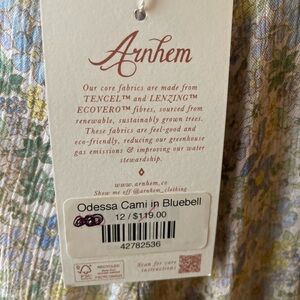 Arnhem
Our core fabrics are made from
TENCEL™ and LENZING™
ECOVERO™ fibres, sourced from
renewable, sustainably grown trees.
These fabrics are feel-good and
eco-friendly, reducing our greenhouse
gas emissions & improving our water
stewardship.
www.arnhem.co
Show me off @arnhem_clothing
Odessa Cami in Bluebell
12 / $119.00
42782536
RECYCLED
FSC
Scan for care
instructions